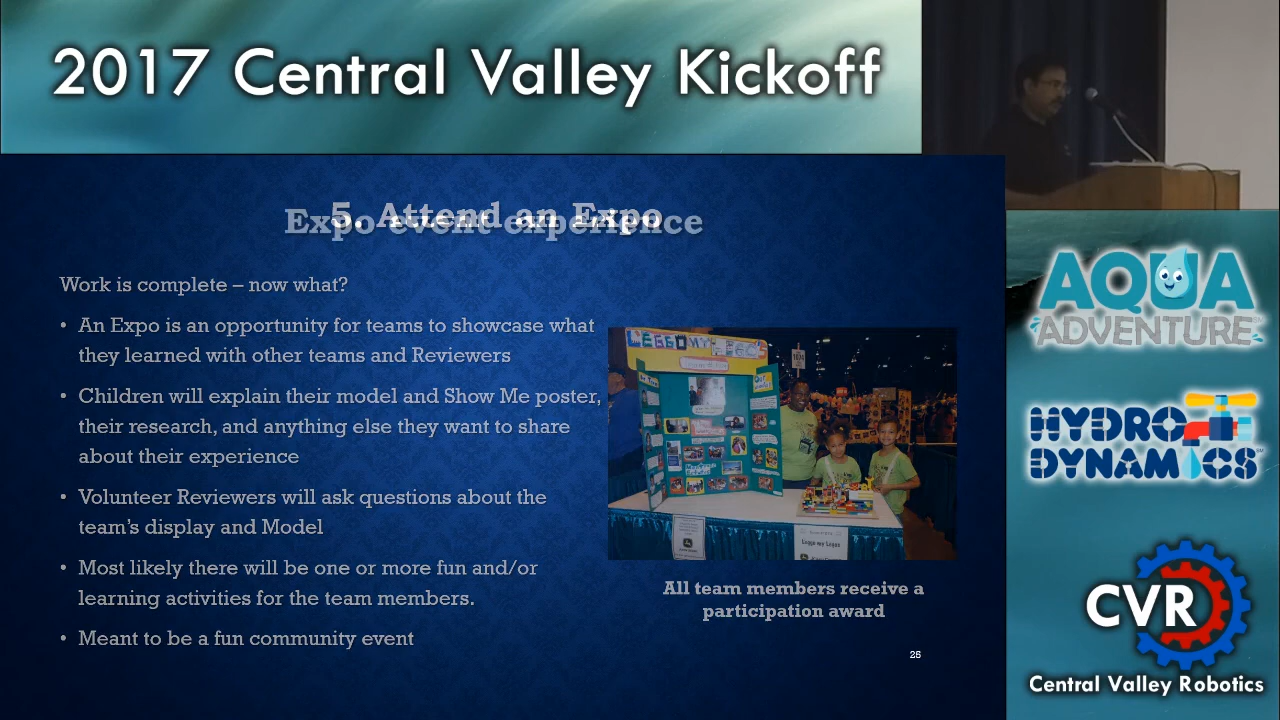 2017 Central Valley Kickoff
5. Attend an Expo
Expo event experience
Work is complete – now what?
• An Expo is an opportunity for teams to showcase what
they learned with other teams and Reviewers
• Children will explain their model and Show Me poster,
their research, and anything else they want to share
about their experience
• Volunteer Reviewers will ask questions about the
team's display and Model
• Most likely there will be one or more fun and/or
learning activities for the team members.
• Meant to be a fun community event
All team members receive a
participation award
25
AQUA
ADVENTURE
HYDRO
DYNAMICS
CVR
Central Valley Robotics